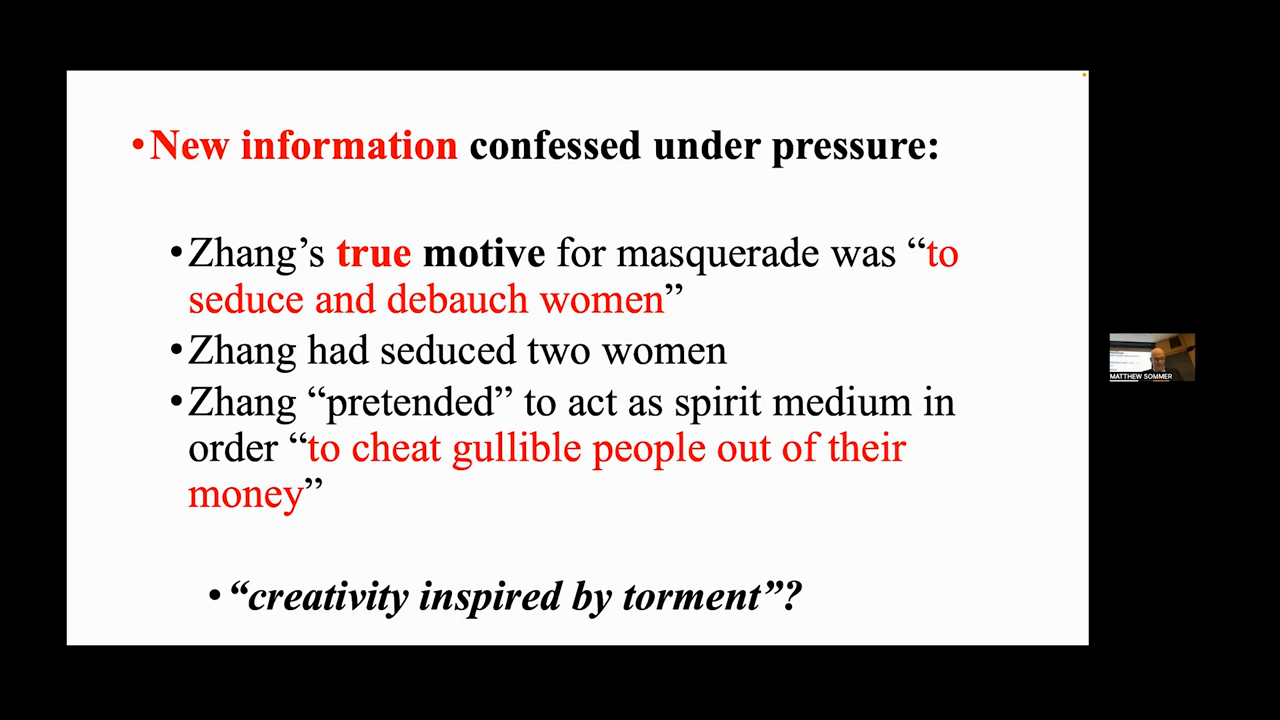 •New information confessed under pressure:
•Zhang’s true motive for masquerade was “to
seduce and debauch women”
•Zhang had seduced two women
•Zhang “pretended” to act as spirit medium in
order “to cheat gullible people out of their
money”
•“creativity inspired by torment”?
MATTHEW SOMMER